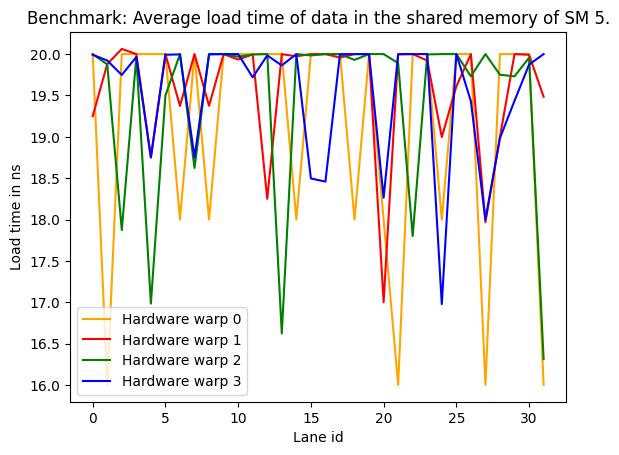 Benchmark: Average load time of data in the shared memory of SM 5.
20.0
19.5
19.0
18.5
18.0
17.5
17.0
16.5
16.0
Load time in ns
Hardware warp 0
Hardware warp 1
Hardware warp 2
Hardware warp 3
0 5 10 15 20 25 30
Lane id